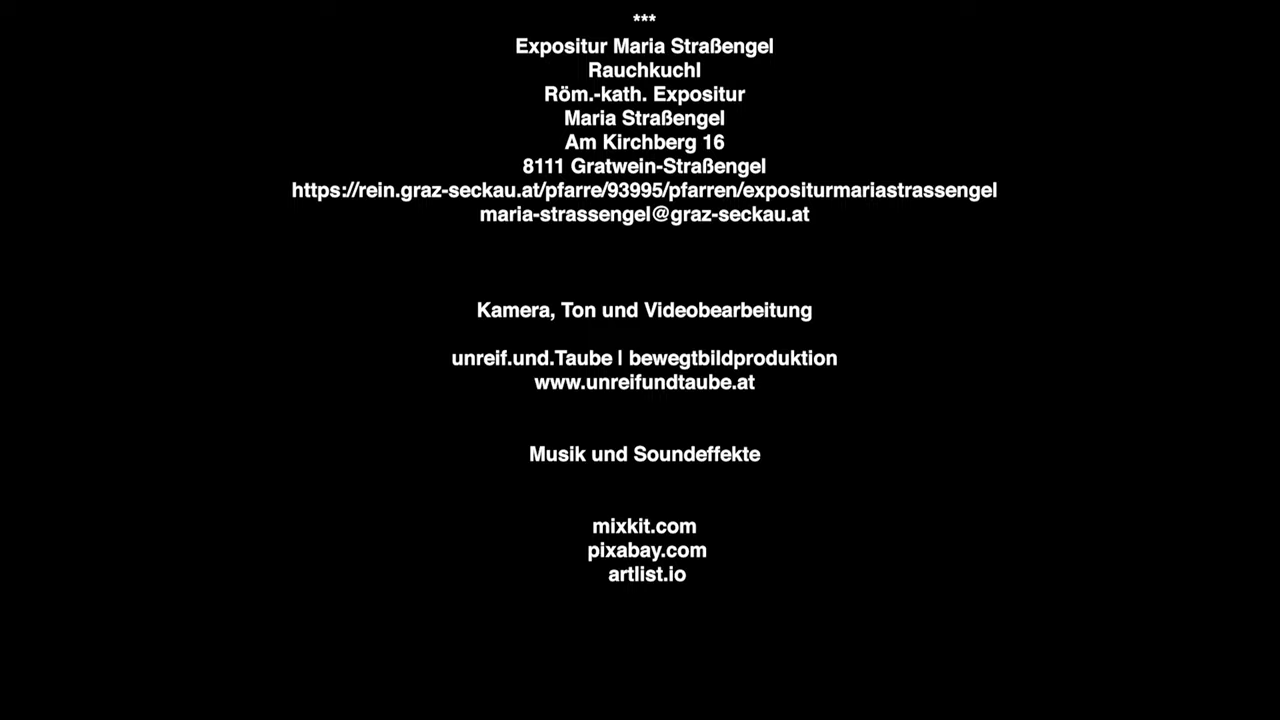 ***
Expositur Maria Straßengel
Rauchkuchl
Röm.-kath. Expositur
Maria Straßengel
Am Kirchberg 16
8111 Gratwein-Straßengel
https://rein.graz-seckau.at/pfarre/93995/pfarren/expositurmariastrassengel
maria-strassengel@graz-seckau.at
Kamera, Ton und Videobearbeitung
unreif.und.Taube | bewegtbildproduktion
www.unreifundtaube.at
Musik und Soundeffekte
mixkit.com
pixabay.com
artlist.io